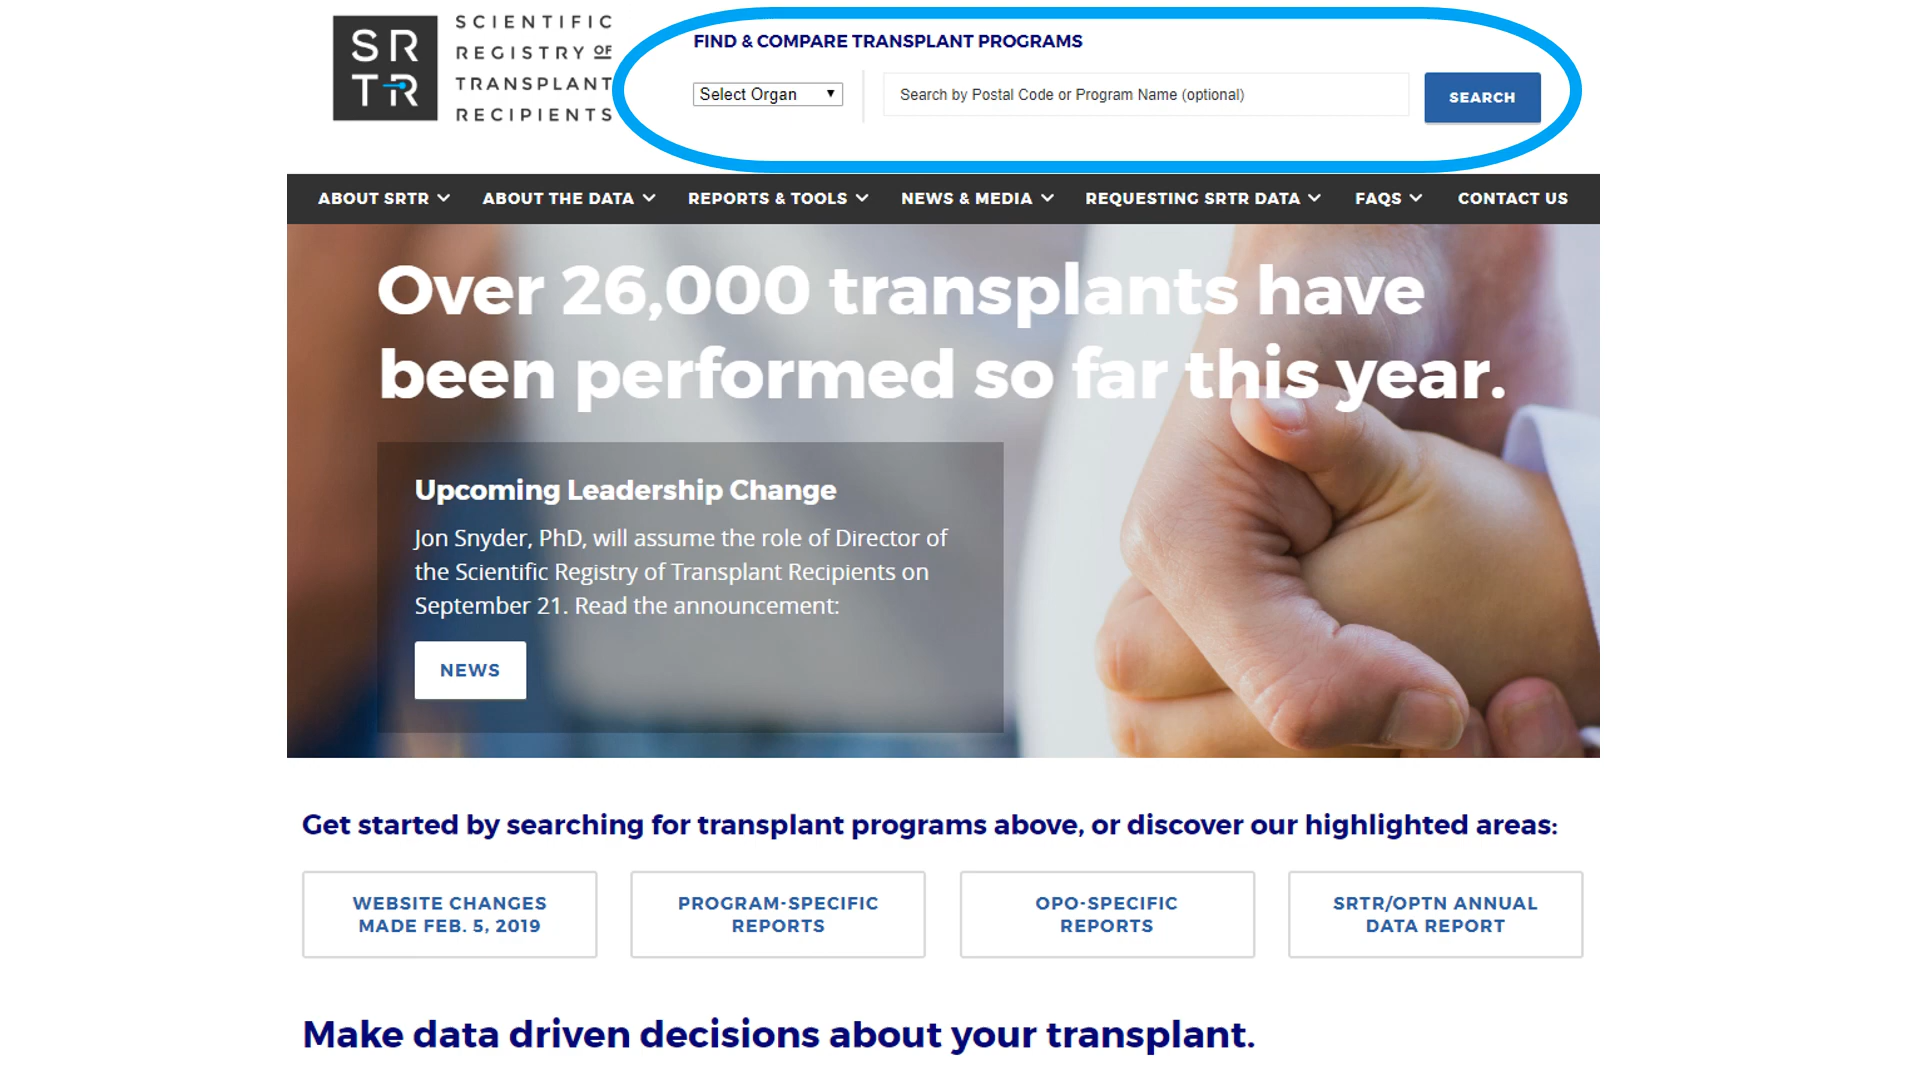 SRTR
SCIENTIFIC
REGISTRY OF
TRANSPLANT
RECIPIENTS
FIND & COMPARE TRANSPLANT PROGRAMS
Select Organ
Search by Postal Code or Program Name (optional)
SEARCH
ABOUT SRTR
ABOUT THE DATA
REPORTS & TOOLS
NEWS & MEDIA
REQUESTING SRTR DATA
FAQS
CONTACT US
Over 26,000 transplants have
been performed so far this year.
Upcoming Leadership Change
Jon Snyder, PhD, will assume the role of Director of
the Scientific Registry of Transplant Recipients on
September 21. Read the announcement:
NEWS
Get started by searching for transplant programs above, or discover our highlighted areas:
WEBSITE CHANGES
MADE FEB. 5, 2019
PROGRAM-SPECIFIC
REPORTS
OPO-SPECIFIC
REPORTS
SRTR/OPTN ANNUAL
DATA REPORT
Make data driven decisions about your transplant.